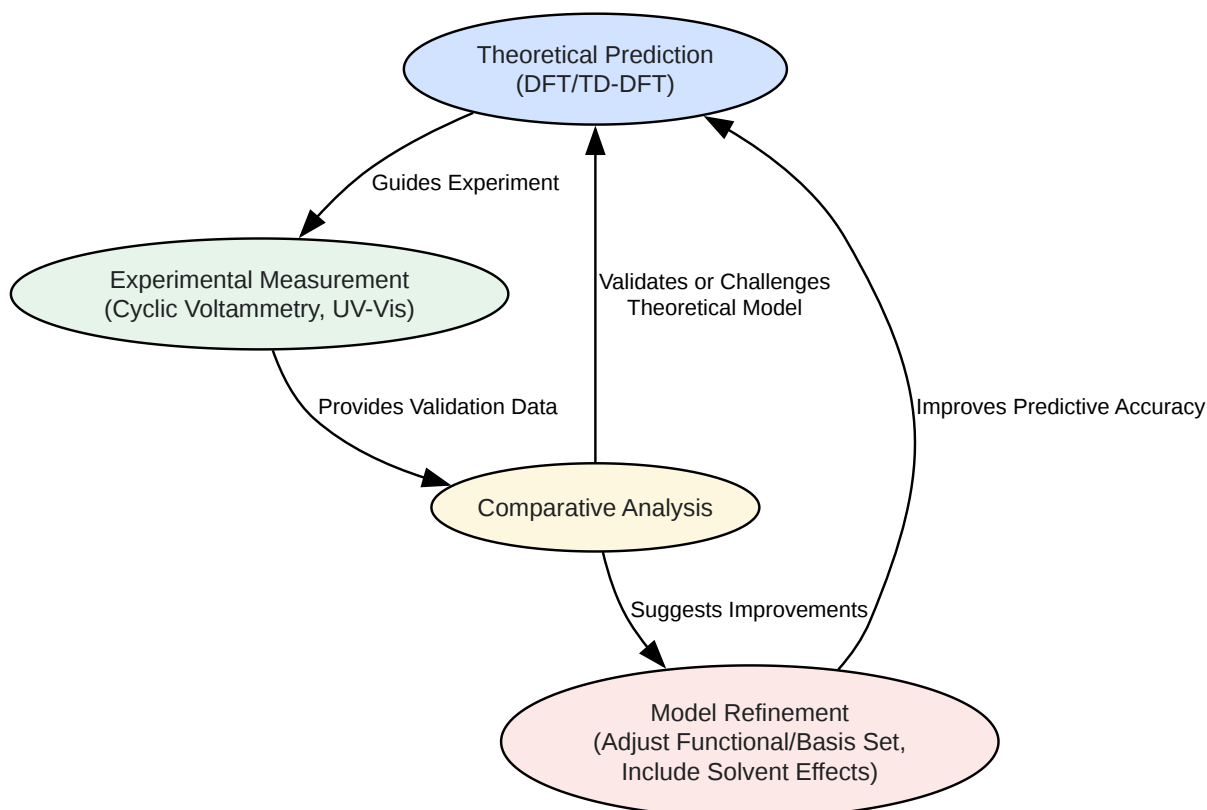 Theoretical Prediction
(DFT/TD-DFT)
Guides Experiment
Experimental Measurement
(Cyclic Voltammetry, UV-Vis)
Validates or Challenges
Theoretical Model
Provides Validation Data
Improves Predictive Accuracy
Comparative Analysis
Suggests Improvements
Model Refinement
(Adjust Functional/Basis Set,
Include Solvent Effects)